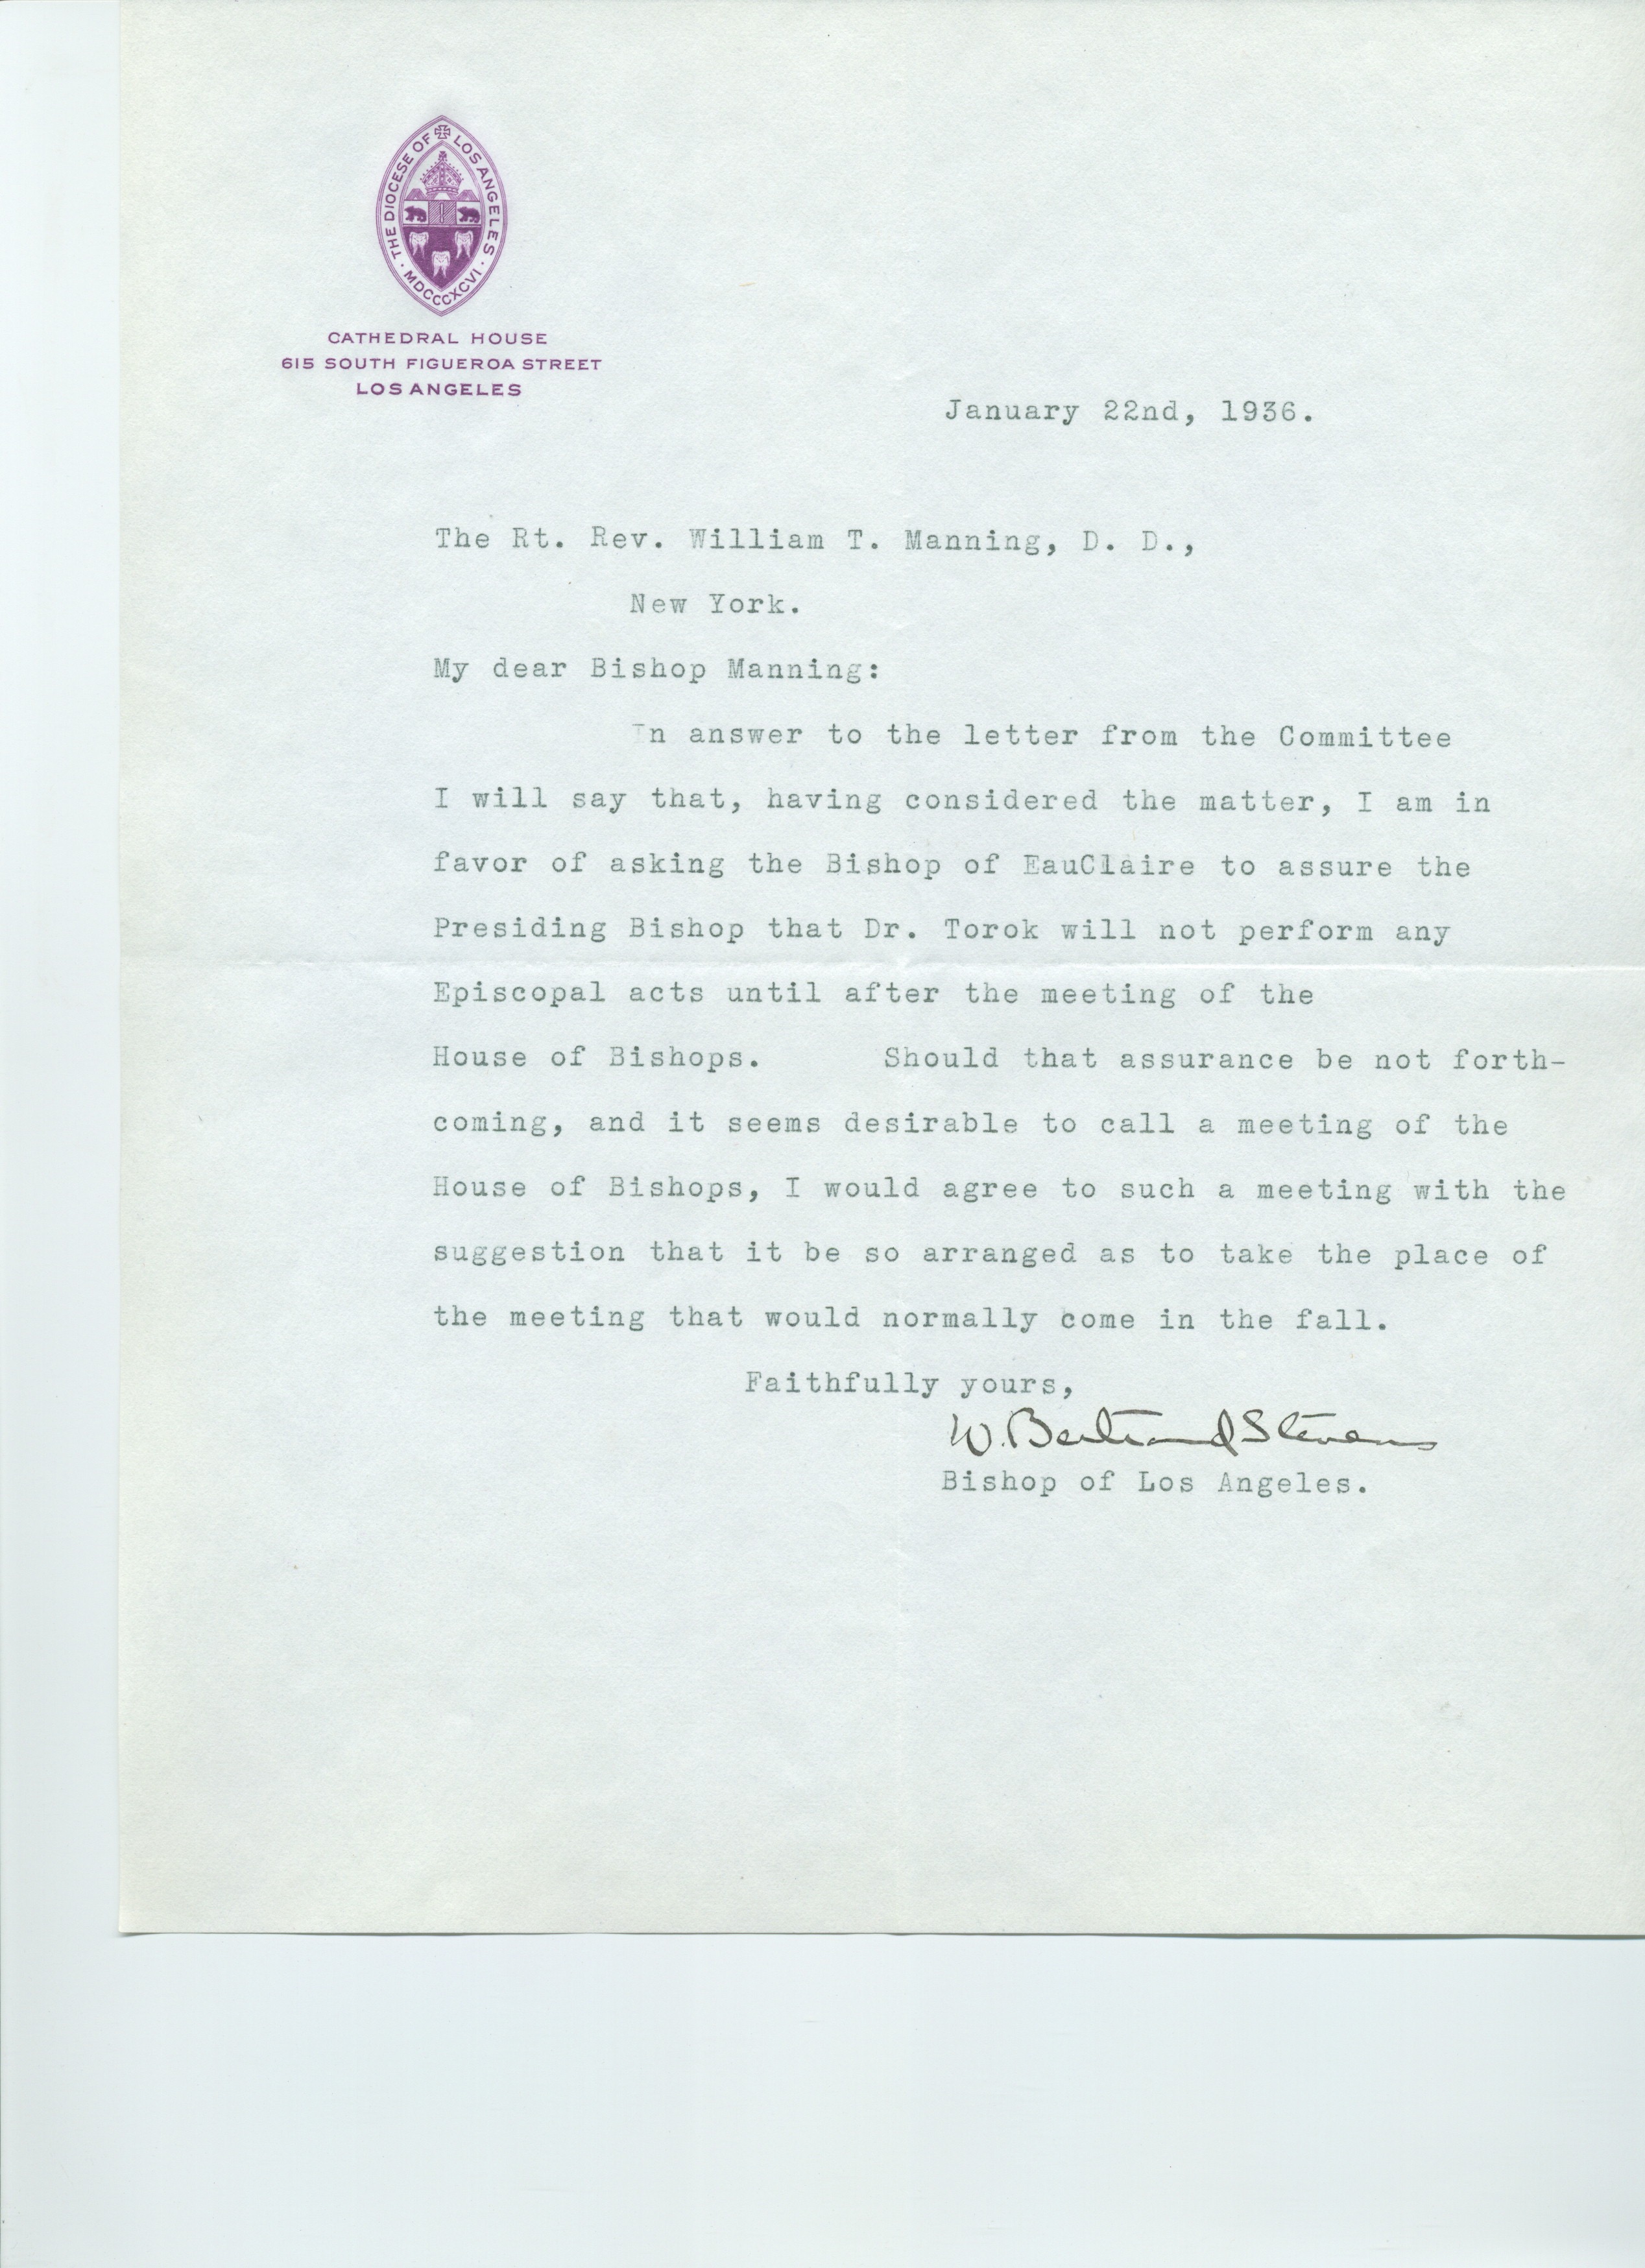 THE DIOCESE OF LOS ANGELES · MDCCCXCVI ·
CATHEDRAL HOUSE
615 SOUTH FIGUEROA STREET
LOS ANGELES
January 22nd, 1936.
The Rt. Rev. William T. Manning, D. D.,
New York.
My dear Bishop Manning:
In answer to the letter from the Committee
I will say that, having considered the matter, I am in
favor of asking the Bishop of EauClaire to assure the
Presiding Bishop that Dr. Torok will not perform any
Episcopal acts until after the meeting of the
House of Bishops. Should that assurance be not forth-
coming, and it seems desirable to call a meeting of the
House of Bishops, I would agree to such a meeting with the
suggestion that it be so arranged as to take the place of
the meeting that would normally come in the fall.
Faithfully yours,
W. Bertrand Stevens
Bishop of Los Angeles.